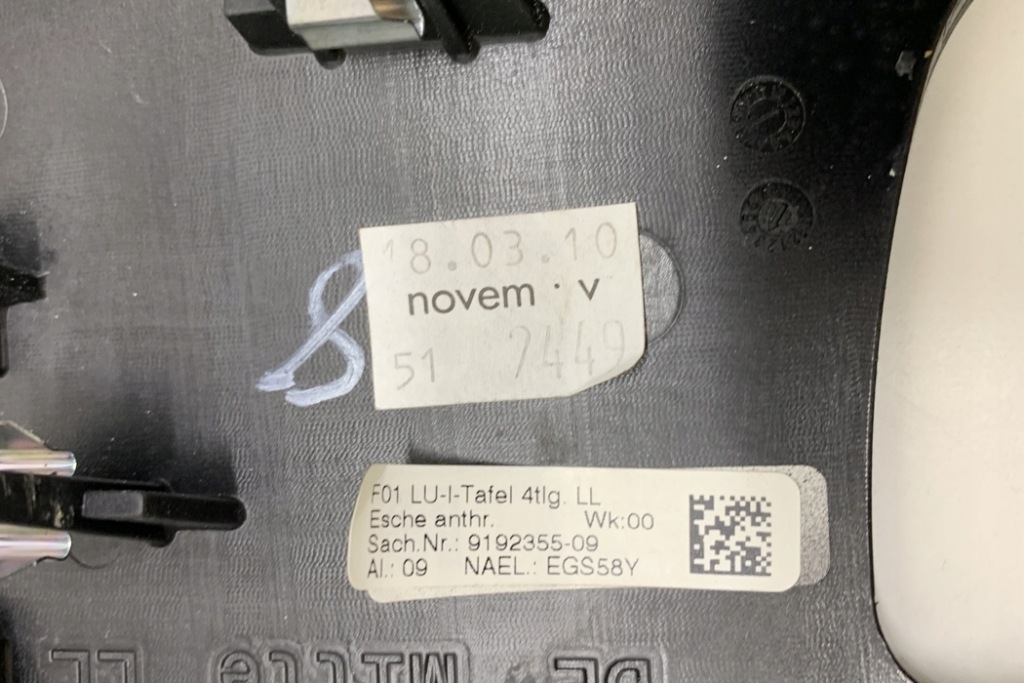 18.03.10
novem · v
51 7449
F01 LU-I-Tafel 4tlg. LL
Esche anthr. Wk:00
Sach.Nr.: 9192355-09
Al.: 09 NAEL.: EGS58Y